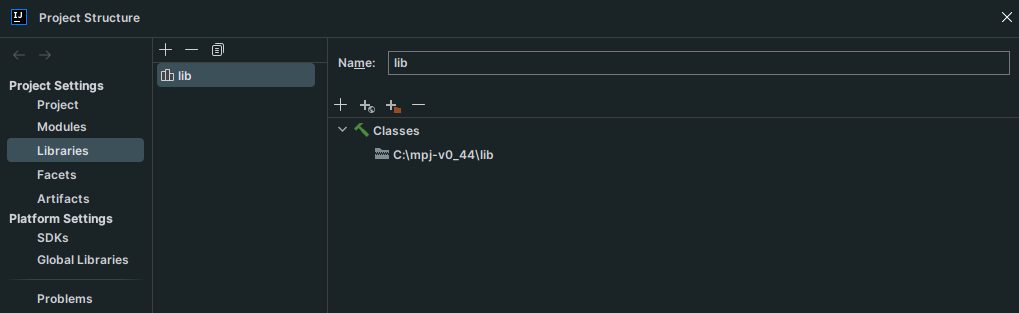 IJ Project Structure
Project Settings
Project
Modules
Libraries
Facets
Artifacts
Platform Settings
SDKs
Global Libraries
Problems
lib
Name: lib
Classes
C:\mpj-v0_44\lib